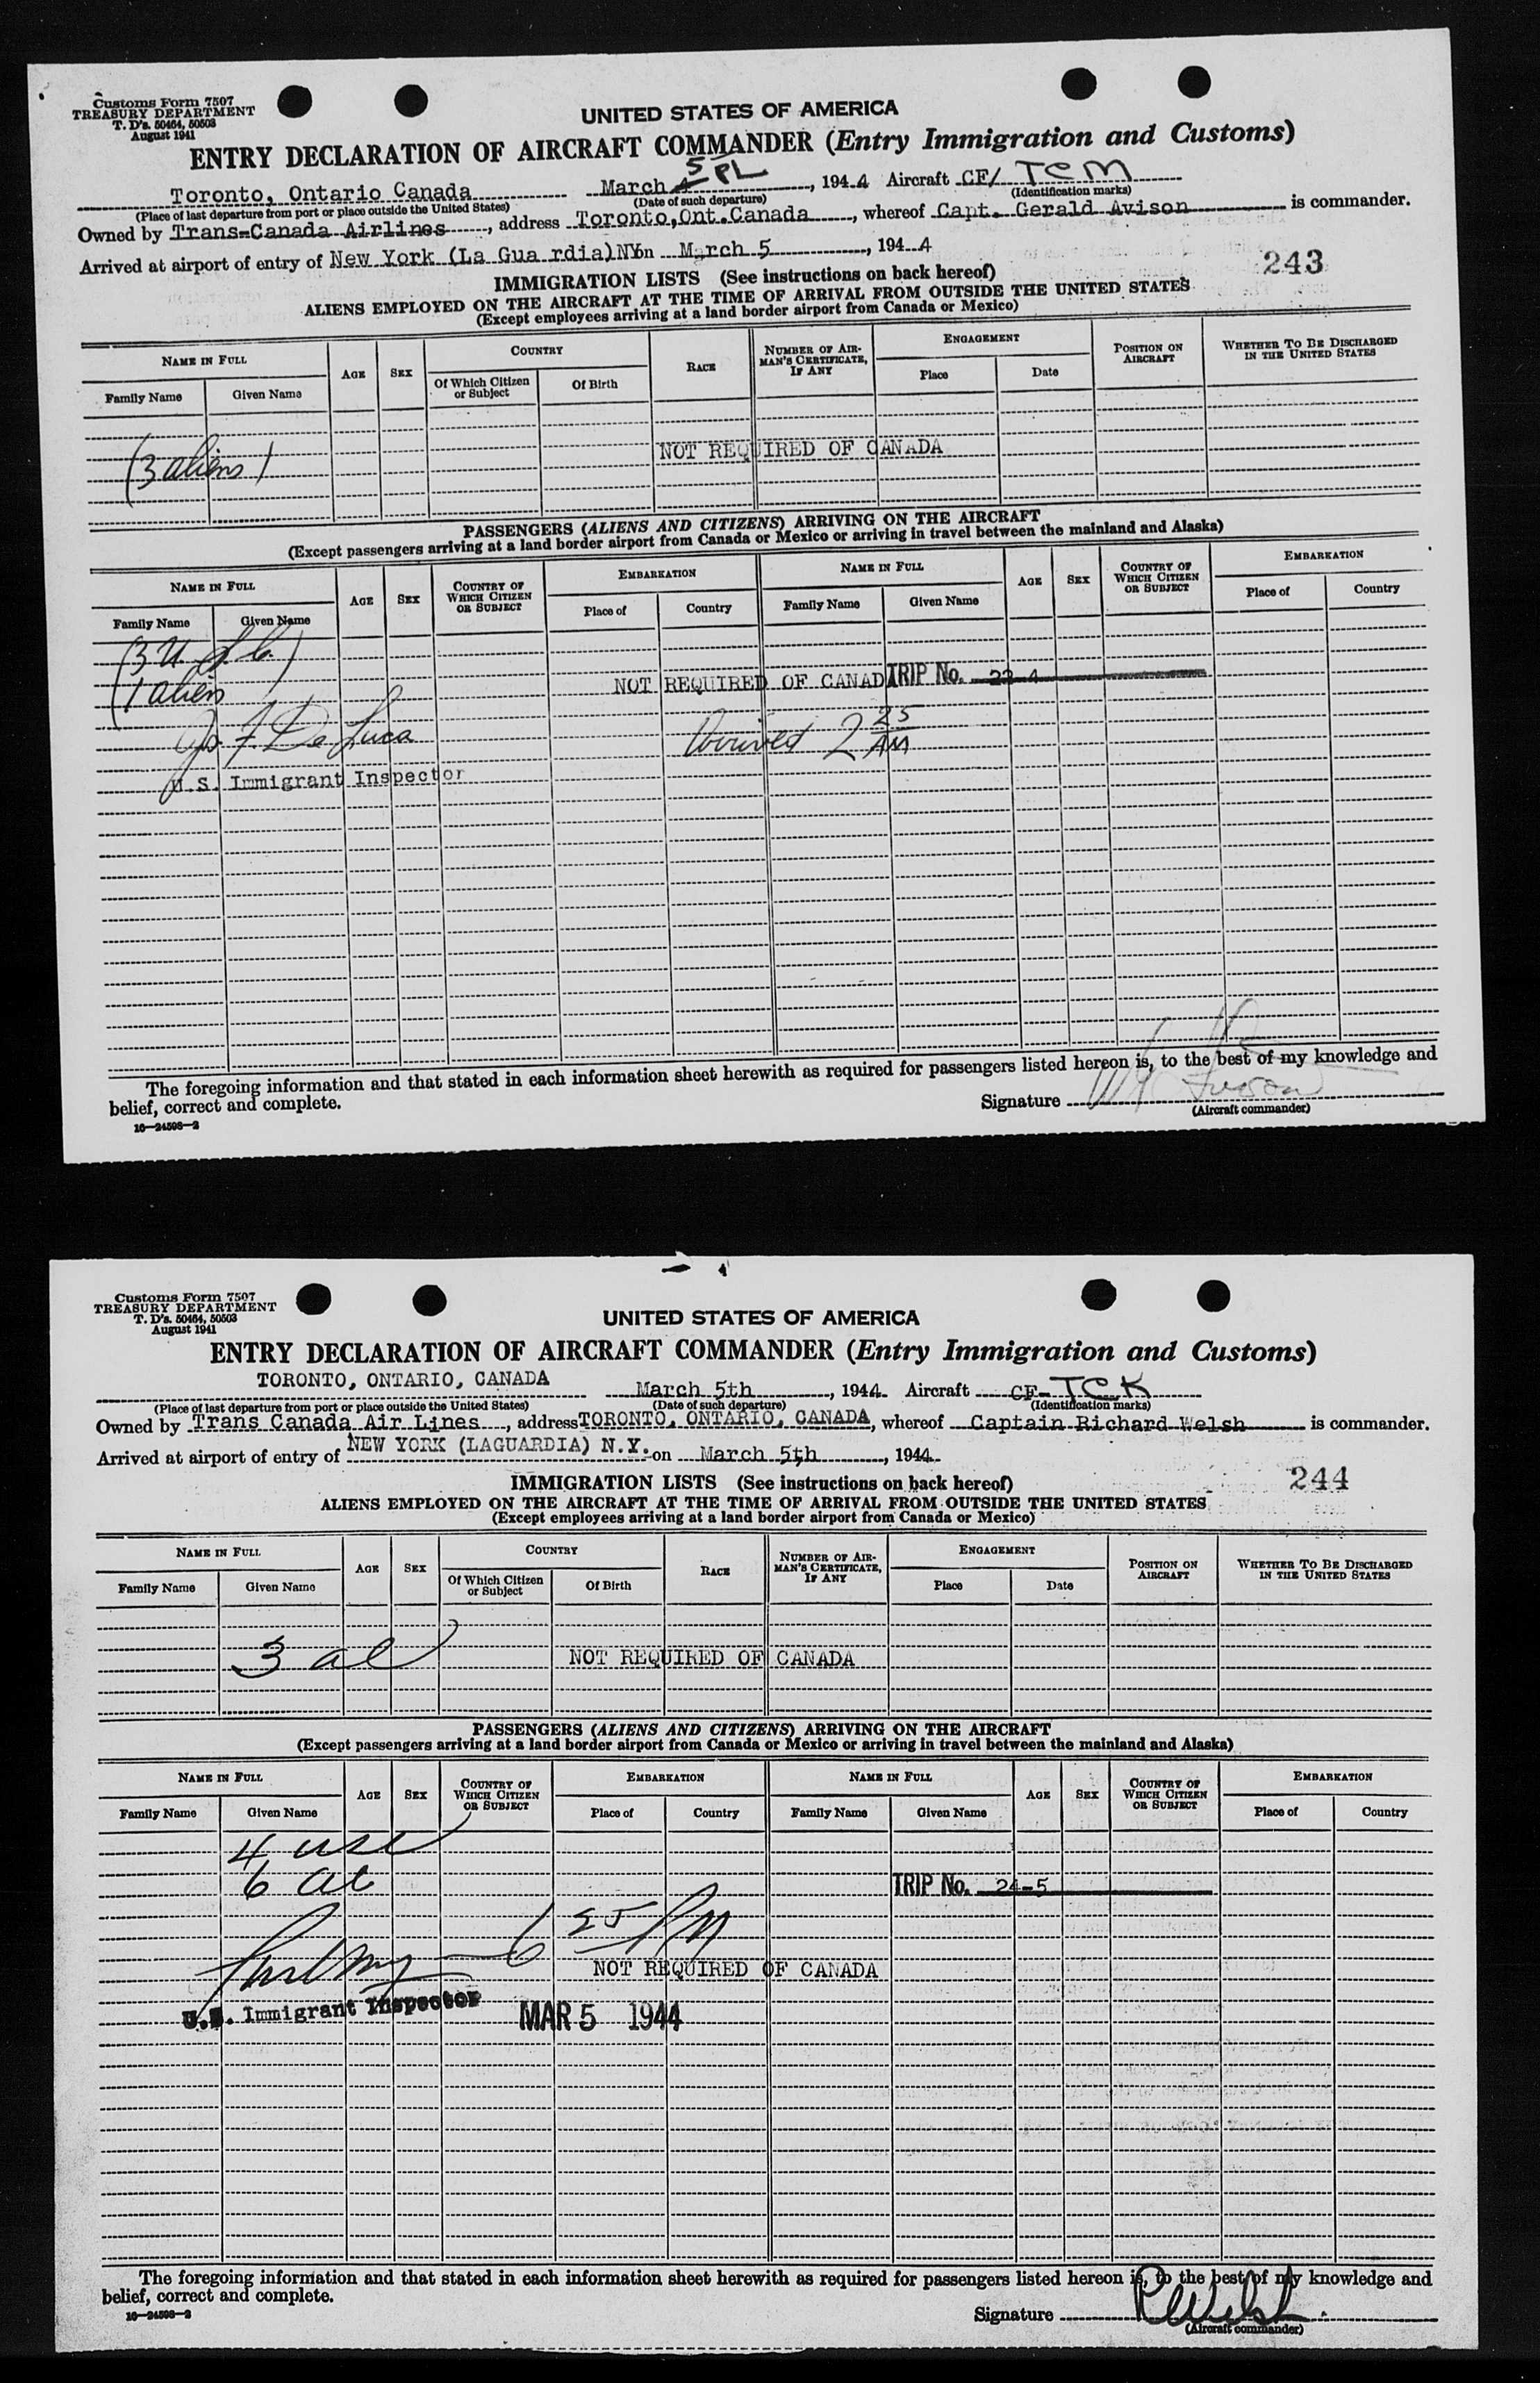 Customs Form 7507
TREASURY DEPARTMENT
T. D's. 50464, 50503
August 1941
UNITED STATES OF AMERICA
ENTRY DECLARATION OF AIRCRAFT COMMANDER (Entry Immigration and Customs)
Toronto, Ontario Canada March 5 PL, 1944 Aircraft CF/ TCM
(Place of last departure from port or place outside the United States) (Date of such departure) (Identification marks)
Owned by Trans-Canada Airlines, address Toronto,Ont.Canada, whereof Capt. Gerald Avison is commander.
Arrived at airport of entry of New York (La Gua rdia)NY on March 5, 1944
243
IMMIGRATION LISTS (See instructions on back hereof)
ALIENS EMPLOYED ON THE AIRCRAFT AT THE TIME OF ARRIVAL FROM OUTSIDE THE UNITED STATES
(Except employees arriving at a land border airport from Canada or Mexico)
NAME IN FULL AGE SEX COUNTRY RACE NUMBER OF AIRMAN'S CERTIFICATE, IF ANY ENGAGEMENT POSITION ON AIRCRAFT WHETHER TO BE DISCHARGED IN THE UNITED STATES
Family Name Given Name Of Which Citizen or Subject Of Birth Place Date
(3 aliens) NOT REQUIRED OF CANADA
PASSENGERS (ALIENS AND CITIZENS) ARRIVING ON THE AIRCRAFT
(Except passengers arriving at a land border airport from Canada or Mexico or arriving in travel between the mainland and Alaska)
NAME IN FULL AGE SEX COUNTRY OF WHICH CITIZEN OR SUBJECT EMBARKATION NAME IN FULL AGE SEX COUNTRY OF WHICH CITIZEN OR SUBJECT EMBARKATION
Family Name Given Name Place of Country Family Name Given Name Place of Country
(3 U.S.C.)
(1 alien NOT REQUIRED OF CANADA TRIP No. 23-4
Jo. F. De Luca Arrived 2 25 AM
U.S. Immigrant Inspector
The foregoing information and that stated in each information sheet herewith as required for passengers listed hereon is, to the best of my knowledge and
belief, correct and complete.
Signature Avison
(Aircraft commander)
16—24508—2
Customs Form 7507
TREASURY DEPARTMENT
T. D's. 50464, 50503
August 1941
UNITED STATES OF AMERICA
ENTRY DECLARATION OF AIRCRAFT COMMANDER (Entry Immigration and Customs)
TORONTO, ONTARIO, CANADA March 5th, 1944. Aircraft CF-TCK
(Place of last departure from port or place outside the United States) (Date of such departure) (Identification marks)
Owned by Trans Canada Air Lines, address TORONTO, ONTARIO, CANADA, whereof Captain Richard Welsh is commander.
Arrived at airport of entry of NEW YORK (LAGUARDIA) N.Y. on March 5th, 1944.
244
IMMIGRATION LISTS (See instructions on back hereof)
ALIENS EMPLOYED ON THE AIRCRAFT AT THE TIME OF ARRIVAL FROM OUTSIDE THE UNITED STATES
(Except employees arriving at a land border airport from Canada or Mexico)
NAME IN FULL AGE SEX COUNTRY RACE NUMBER OF AIRMAN'S CERTIFICATE, IF ANY ENGAGEMENT POSITION ON AIRCRAFT WHETHER TO BE DISCHARGED IN THE UNITED STATES
Family Name Given Name Of Which Citizen or Subject Of Birth Place Date
3 al NOT REQUIRED OF CANADA
PASSENGERS (ALIENS AND CITIZENS) ARRIVING ON THE AIRCRAFT
(Except passengers arriving at a land border airport from Canada or Mexico or arriving in travel between the mainland and Alaska)
NAME IN FULL AGE SEX COUNTRY OF WHICH CITIZEN OR SUBJECT EMBARKATION NAME IN FULL AGE SEX COUNTRY OF WHICH CITIZEN OR SUBJECT EMBARKATION
Family Name Given Name Place of Country Family Name Given Name Place of Country
4 usc
6 al TRIP No. 24-5
6 25 PM
NOT REQUIRED OF CANADA
U.S. Immigrant Inspector MAR 5 1944
The foregoing information and that stated in each information sheet herewith as required for passengers listed hereon is, to the best of my knowledge and
belief, correct and complete.
Signature R Welsh
(Aircraft commander)
16—24508—2